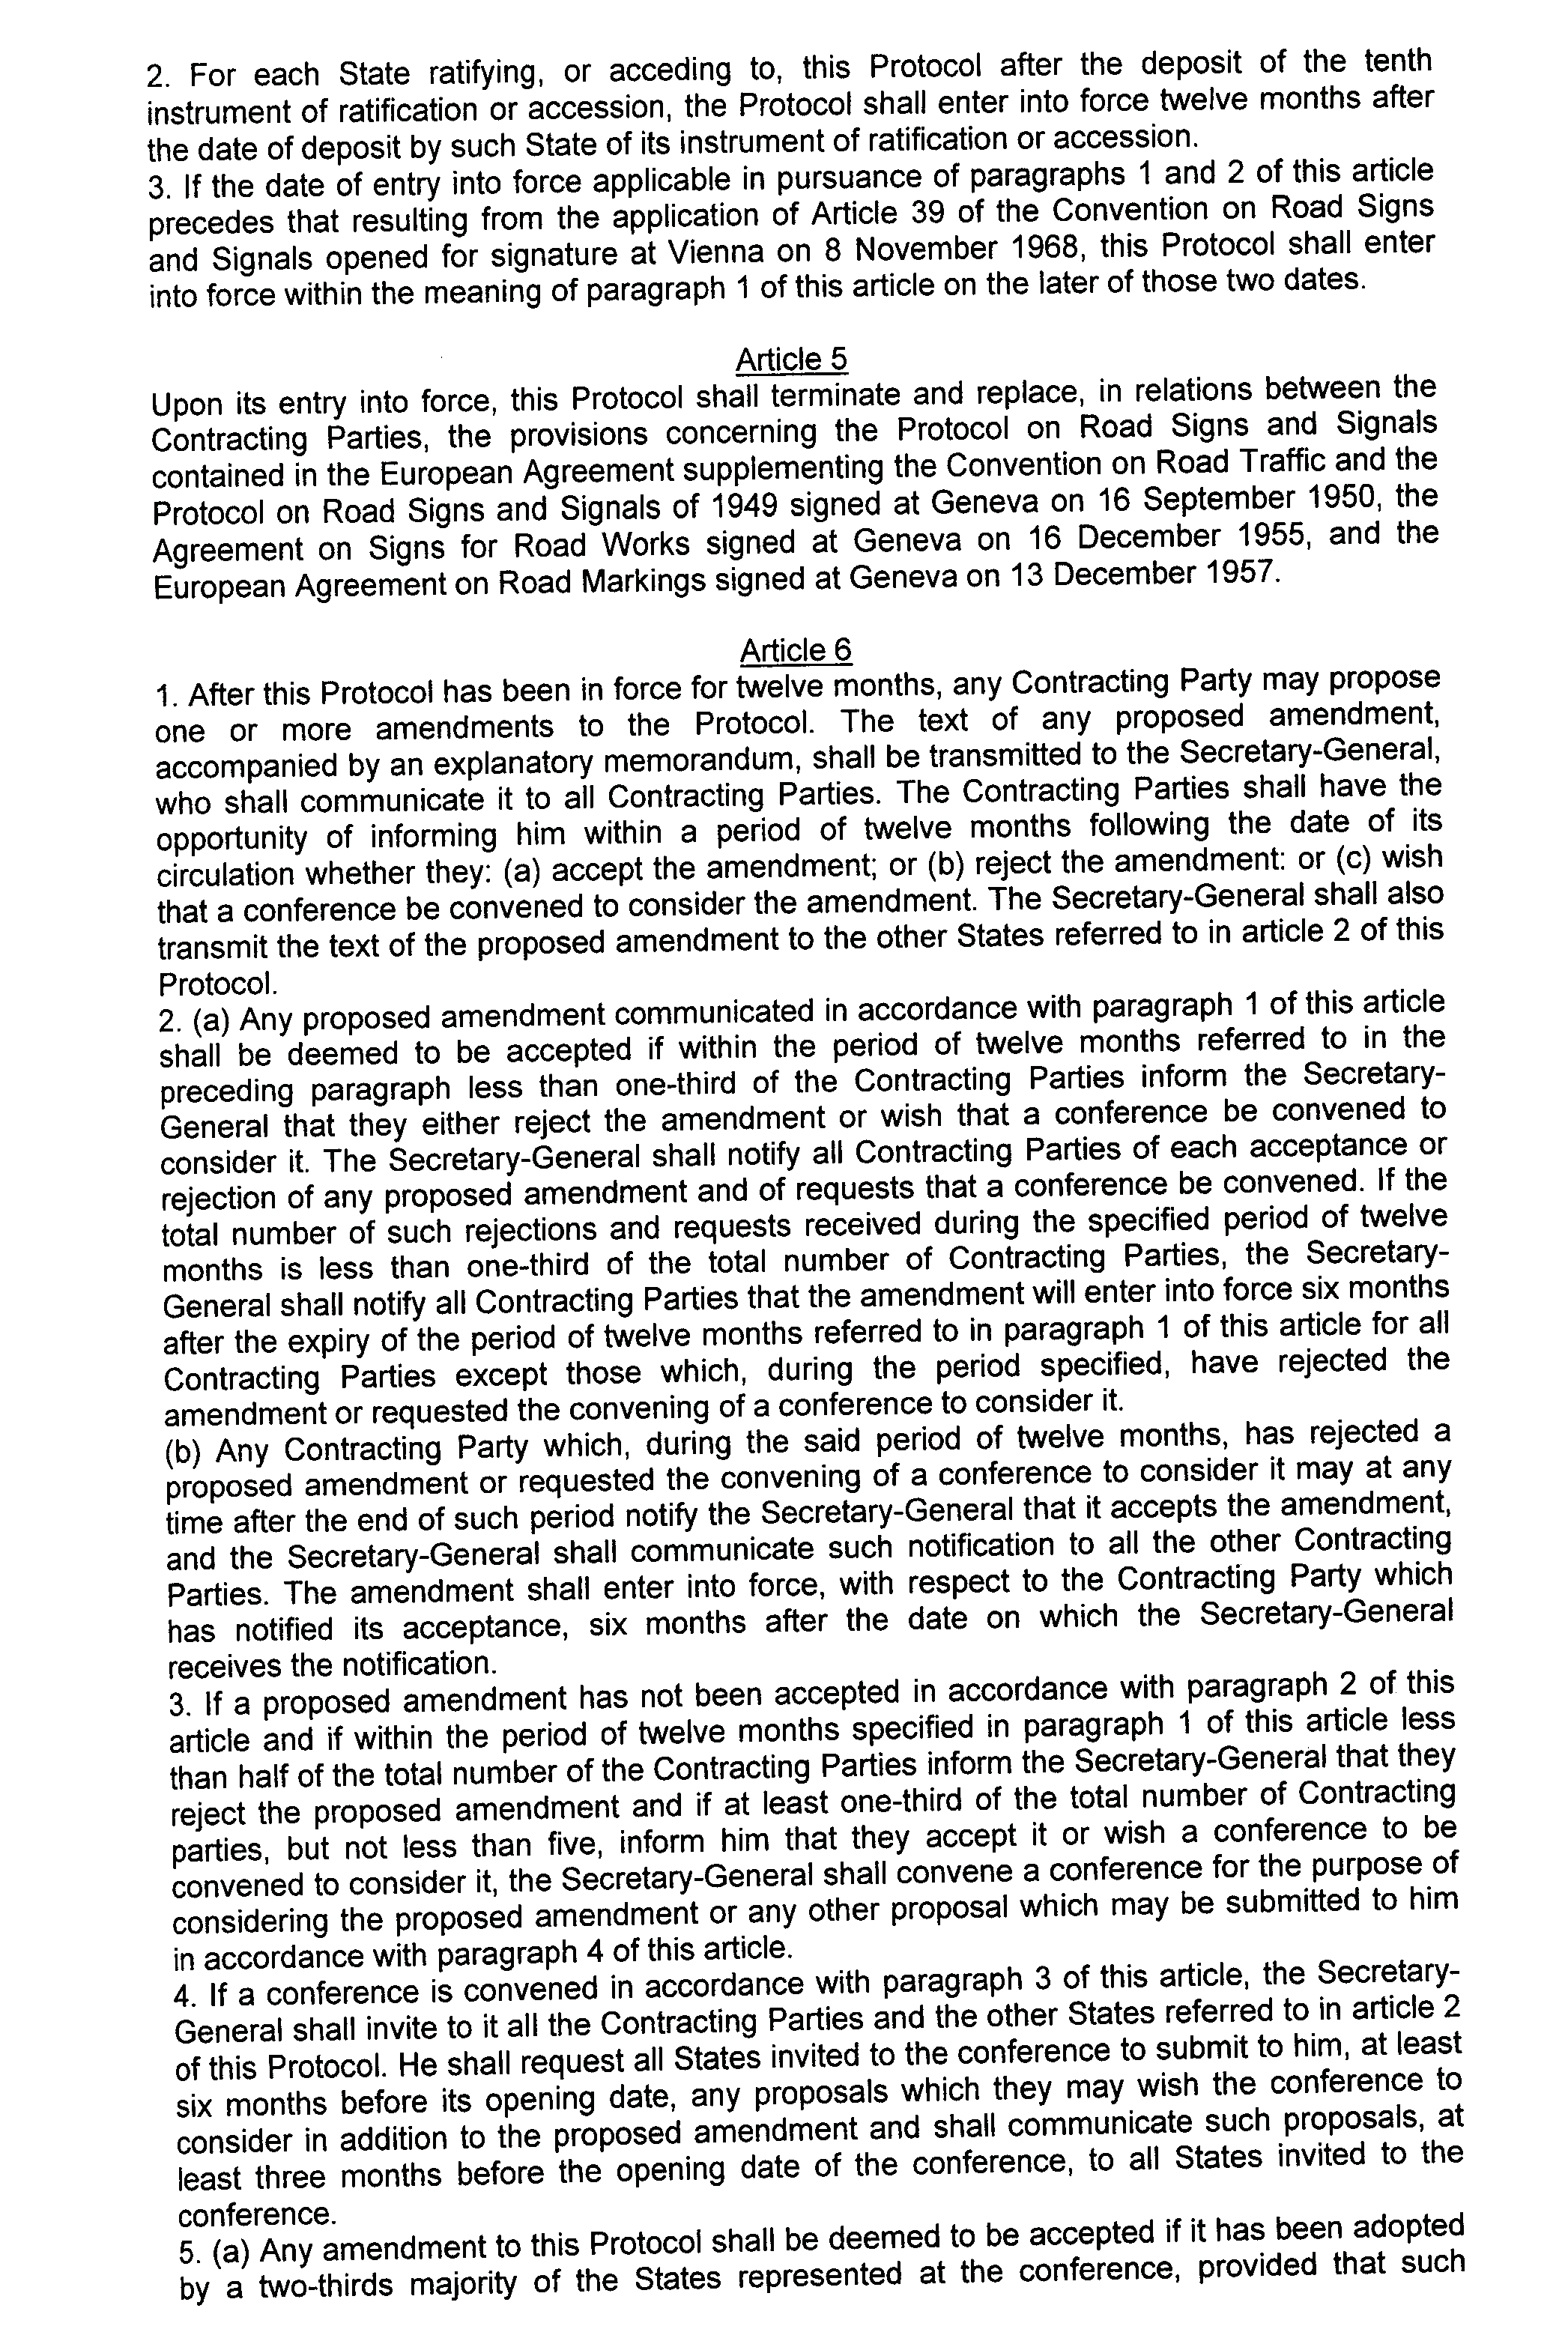 2. For each State ratifying, or acceding to, this Protocol after the deposit of the tenth
instrument of ratification or accession, the Protocol shall enter into force twelve months after
the date of deposit by such State of its instrument of ratification or accession.
3. If the date of entry into force applicable in pursuance of paragraphs 1 and 2 of this article
precedes that resulting from the application of Article 39 of the Convention on Road Signs
and Signals opened for signature at Vienna on 8 November 1968, this Protocol shall enter
into force within the meaning of paragraph 1 of this article on the later of those two dates.
Article 5
Upon its entry into force, this Protocol shall terminate and replace, in relations between the
Contracting Parties, the provisions concerning the Protocol on Road Signs and Signals
contained in the European Agreement supplementing the Convention on Road Traffic and the
Protocol on Road Signs and Signals of 1949 signed at Geneva on 16 September 1950, the
Agreement on Signs for Road Works signed at Geneva on 16 December 1955, and the
European Agreement on Road Markings signed at Geneva on 13 December 1957.
Article 6
1. After this Protocol has been in force for twelve months, any Contracting Party may propose
one or more amendments to the Protocol. The text of any proposed amendment,
accompanied by an explanatory memorandum, shall be transmitted to the Secretary-General,
who shall communicate it to all Contracting Parties. The Contracting Parties shall have the
opportunity of informing him within a period of twelve months following the date of its
circulation whether they: (a) accept the amendment; or (b) reject the amendment: or (c) wish
that a conference be convened to consider the amendment. The Secretary-General shall also
transmit the text of the proposed amendment to the other States referred to in article 2 of this
Protocol.
2. (a) Any proposed amendment communicated in accordance with paragraph 1 of this article
shall be deemed to be accepted if within the period of twelve months referred to in the
preceding paragraph less than one-third of the Contracting Parties inform the Secretary-
General that they either reject the amendment or wish that a conference be convened to
consider it. The Secretary-General shall notify all Contracting Parties of each acceptance or
rejection of any proposed amendment and of requests that a conference be convened. If the
total number of such rejections and requests received during the specified period of twelve
months is less than one-third of the total number of Contracting Parties, the Secretary-
General shall notify all Contracting Parties that the amendment will enter into force six months
after the expiry of the period of twelve months referred to in paragraph 1 of this article for all
Contracting Parties except those which, during the period specified, have rejected the
amendment or requested the convening of a conference to consider it.
(b) Any Contracting Party which, during the said period of twelve months, has rejected a
proposed amendment or requested the convening of a conference to consider it may at any
time after the end of such period notify the Secretary-General that it accepts the amendment,
and the Secretary-General shall communicate such notification to all the other Contracting
Parties. The amendment shall enter into force, with respect to the Contracting Party which
has notified its acceptance, six months after the date on which the Secretary-General
receives the notification.
3. If a proposed amendment has not been accepted in accordance with paragraph 2 of this
article and if within the period of twelve months specified in paragraph 1 of this article less
than half of the total number of the Contracting Parties inform the Secretary-General that they
reject the proposed amendment and if at least one-third of the total number of Contracting
parties, but not less than five, inform him that they accept it or wish a conference to be
convened to consider it, the Secretary-General shall convene a conference for the purpose of
considering the proposed amendment or any other proposal which may be submitted to him
in accordance with paragraph 4 of this article.
4. If a conference is convened in accordance with paragraph 3 of this article, the Secretary-
General shall invite to it all the Contracting Parties and the other States referred to in article 2
of this Protocol. He shall request all States invited to the conference to submit to him, at least
six months before its opening date, any proposals which they may wish the conference to
consider in addition to the proposed amendment and shall communicate such proposals, at
least three months before the opening date of the conference, to all States invited to the
conference.
5. (a) Any amendment to this Protocol shall be deemed to be accepted if it has been adopted
by a two-thirds majority of the States represented at the conference, provided that such